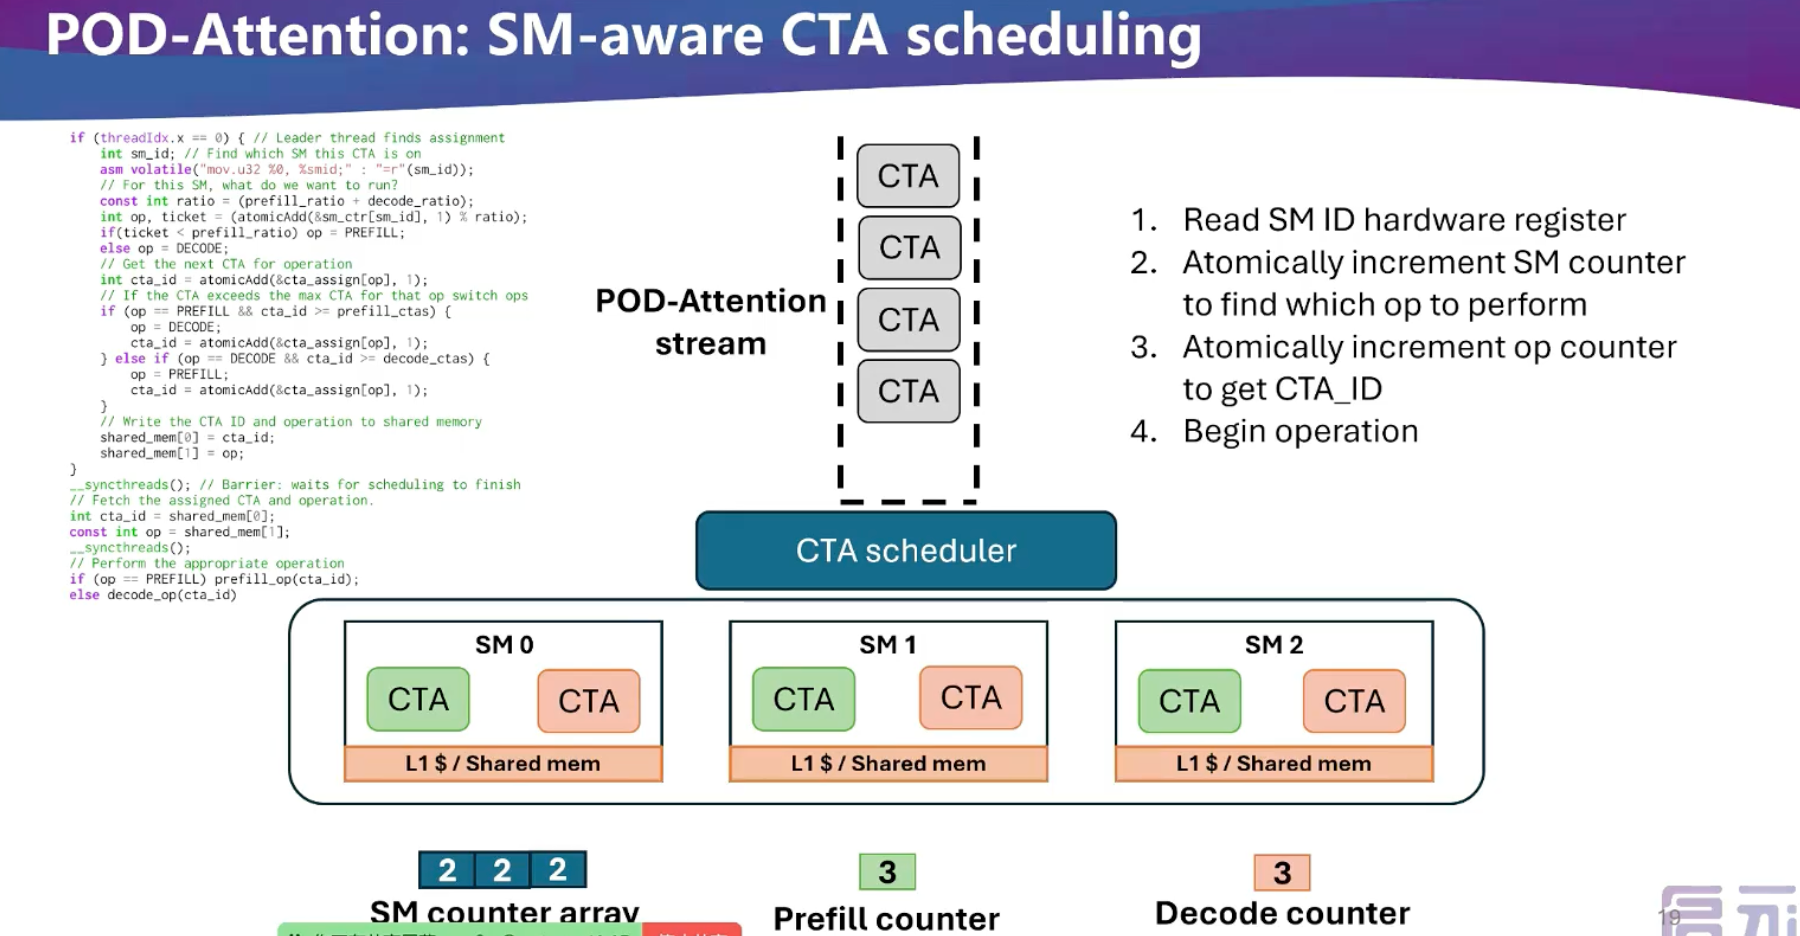 POD-Attention: SM-aware CTA scheduling
if (threadIdx.x == 0) { // Leader thread finds assignment
int sm_id; // Find which SM this CTA is on
asm volatile("mov.u32 %0, %smid;" : "=r"(sm_id));
// For this SM, what do we want to run?
const int ratio = (prefill_ratio + decode_ratio);
int op, ticket = (atomicAdd(&sm_ctr[sm_id], 1) % ratio);
if(ticket < prefill_ratio) op = PREFILL;
else op = DECODE;
// Get the next CTA for operation
int cta_id = atomicAdd(&cta_assign[op], 1);
// If the CTA exceeds the max CTA for that op switch ops
if (op == PREFILL && cta_id >= prefill_ctas) {
op = DECODE;
cta_id = atomicAdd(&cta_assign[op], 1);
} else if (op == DECODE && cta_id >= decode_ctas) {
op = PREFILL;
cta_id = atomicAdd(&cta_assign[op], 1);
}
// Write the CTA ID and operation to shared memory
shared_mem[0] = cta_id;
shared_mem[1] = op;
}
__syncthreads(); // Barrier: waits for scheduling to finish
// Fetch the assigned CTA and operation.
int cta_id = shared_mem[0];
const int op = shared_mem[1];
__syncthreads();
// Perform the appropriate operation
if (op == PREFILL) prefill_op(cta_id);
else decode_op(cta_id)
POD-Attention
stream
CTA
CTA
CTA
CTA
1. Read SM ID hardware register
2. Atomically increment SM counter
to find which op to perform
3. Atomically increment op counter
to get CTA_ID
4. Begin operation
CTA scheduler
SM 0
CTA CTA
L1 $ / Shared mem
SM 1
CTA CTA
L1 $ / Shared mem
SM 2
CTA CTA
L1 $ / Shared mem
2 2 2
SM counter array
3
Prefill counter
3
Decode counter
19